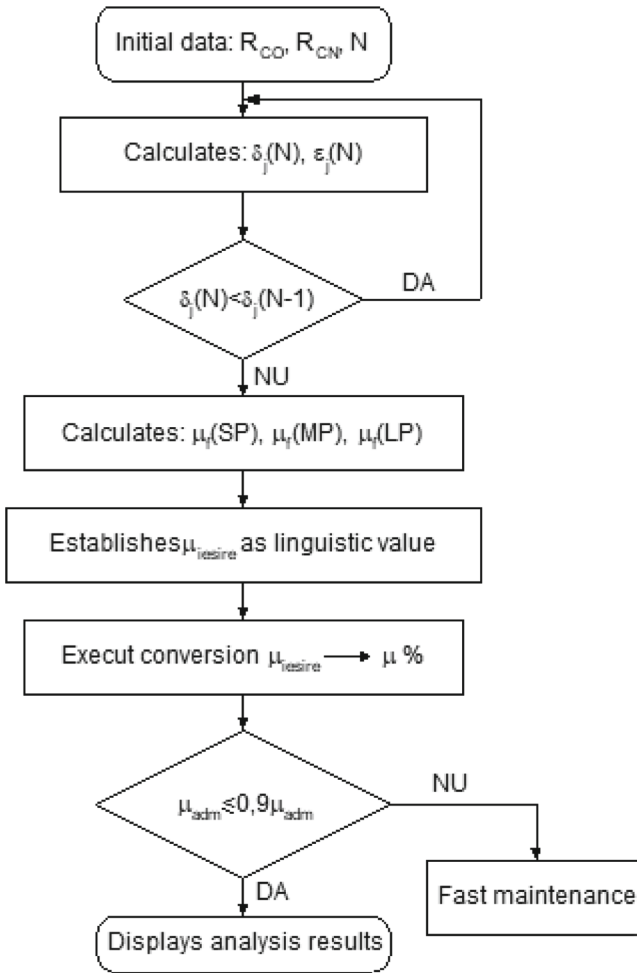 Initial data: R_CO, R_CN, N
Calculates: δ_j(N), ε_j(N)
δ_j(N)<δ_j(N-1)
DA
NU
Calculates: μ_f(SP), μ_f(MP), μ_f(LP)
Establishes μ_iesire as linguistic value
Execut conversion μ_iesire → μ %
μ_adm⩽0,9μ_adm
NU
DA
Fast maintenance
Displays analysis results